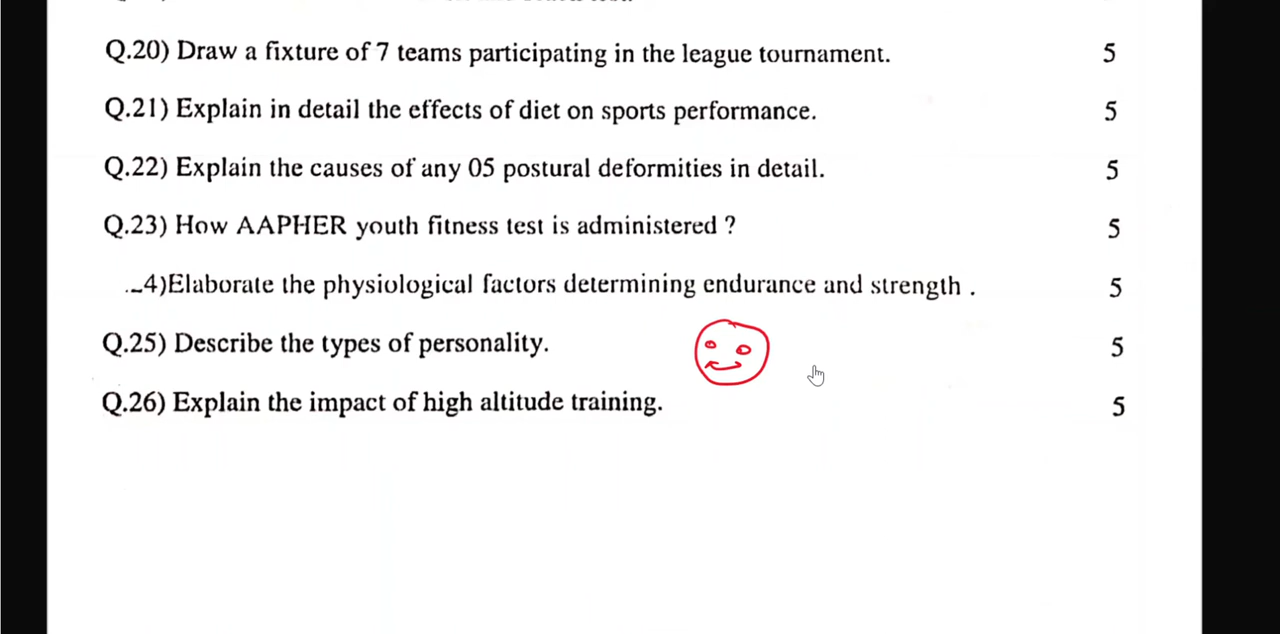 Q.20) Draw a fixture of 7 teams participating in the league tournament. 5
Q.21) Explain in detail the effects of diet on sports performance. 5
Q.22) Explain the causes of any 05 postural deformities in detail. 5
Q.23) How AAPHER youth fitness test is administered ? 5
4)Elaborate the physiological factors determining endurance and strength . 5
Q.25) Describe the types of personality. 5
Q.26) Explain the impact of high altitude training. 5